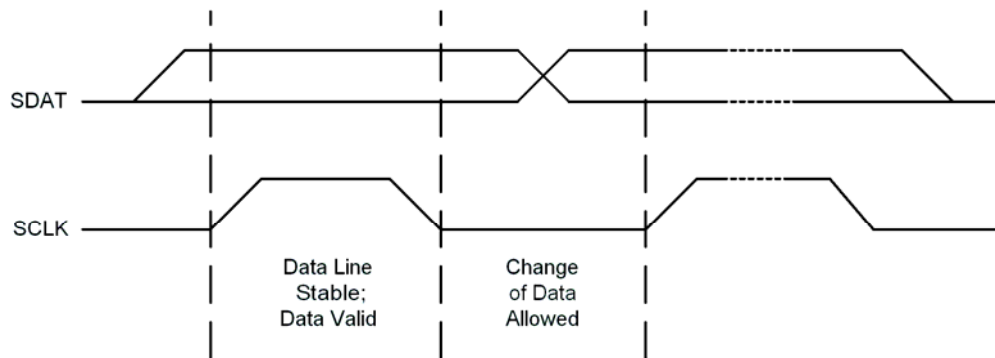 SDAT
SCLK
Data Line
Stable;
Data Valid
Change
of Data
Allowed